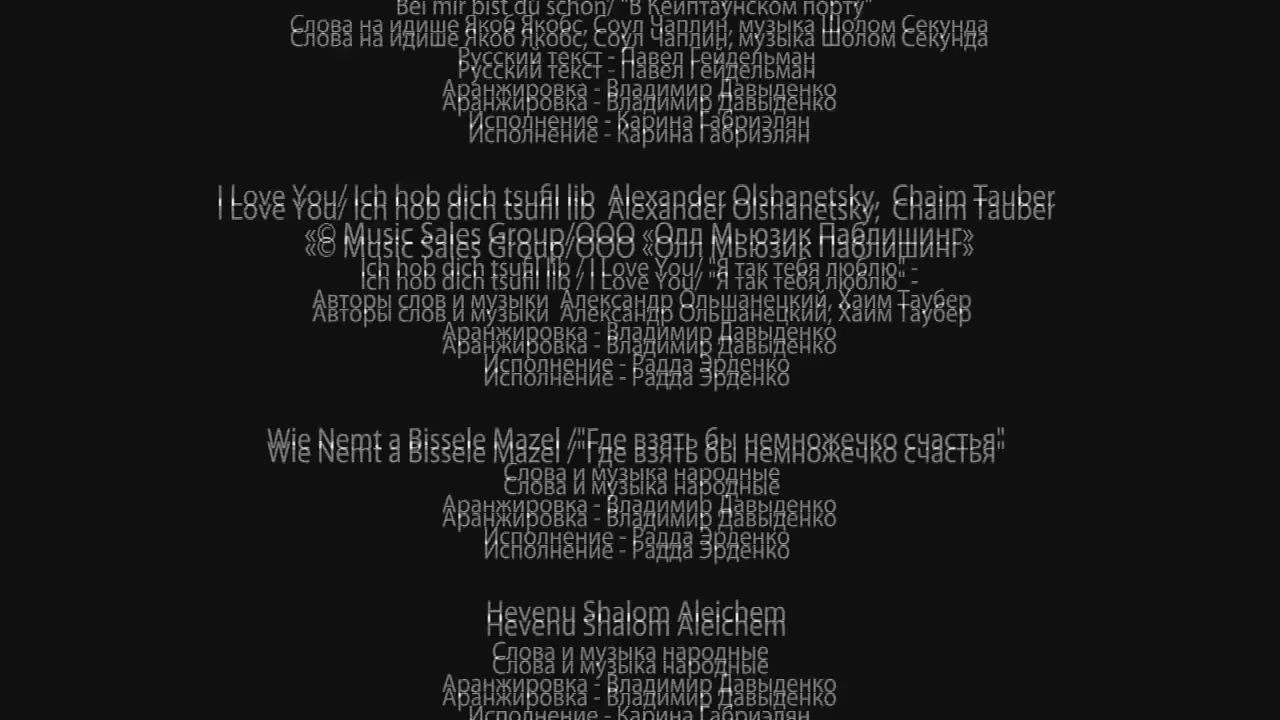 Bei mir bist du schön/ "В Кейптаунском порту"
Слова на идише Якоб Якобс, Соул Чаплин, музыка Шолом Секунда
Русский текст - Павел Гейдельман
Аранжировка - Владимир Давыденко
Исполнение - Карина Габриэлян
I Love You/ Ich hob dich tsufil lib Alexander Olshanetsky, Chaim Tauber
«© Music Sales Group/ООО «Олл Мьюзик Паблишинг»
Ich hob dich tsufil lib / I Love You/ "Я так тебя люблю" -
Авторы слов и музыки Александр Ольшанецкий, Хаим Таубер
Аранжировка - Владимир Давыденко
Исполнение - Радда Эрденко
Wie Nemt a Bissele Mazel /"Где взять бы немножечко счастья"
Слова и музыка народные
Аранжировка - Владимир Давыденко
Исполнение - Радда Эрденко
Hevenu Shalom Aleichem
Слова и музыка народные
Аранжировка - Владимир Давыденко
Исполнение - Карина Габриэлян